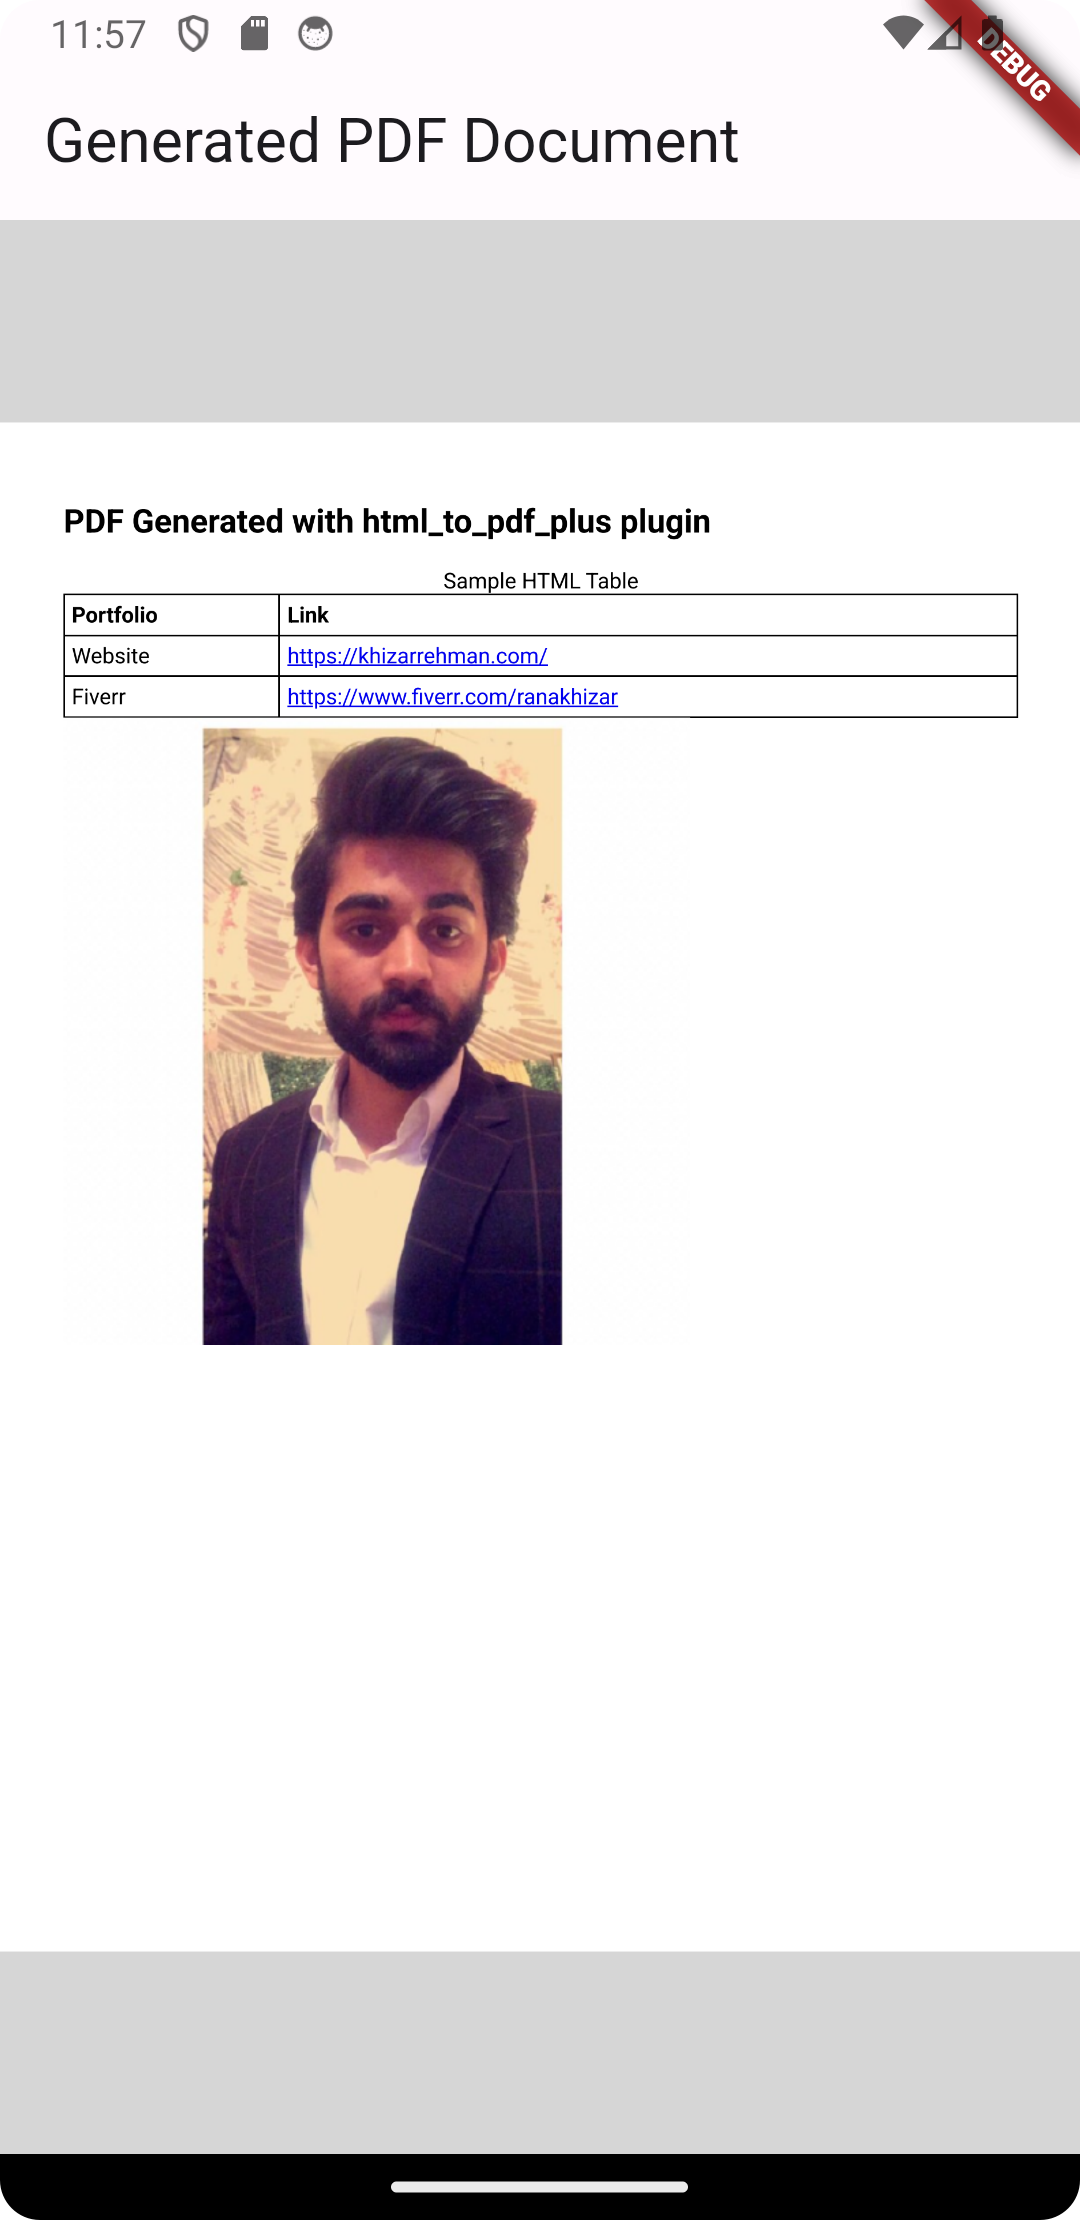 11:57
DEBUG
Generated PDF Document
PDF Generated with html_to_pdf_plus plugin
Sample HTML Table
Portfolio Link
Website https://khizarrehman.com/
Fiverr https://www.fiverr.com/ranakhizar